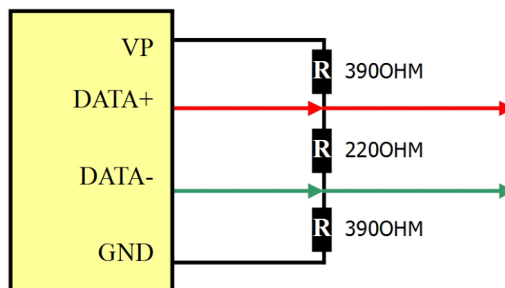 VP
R 390OHM
DATA+
R 220OHM
DATA-
R 390OHM
GND